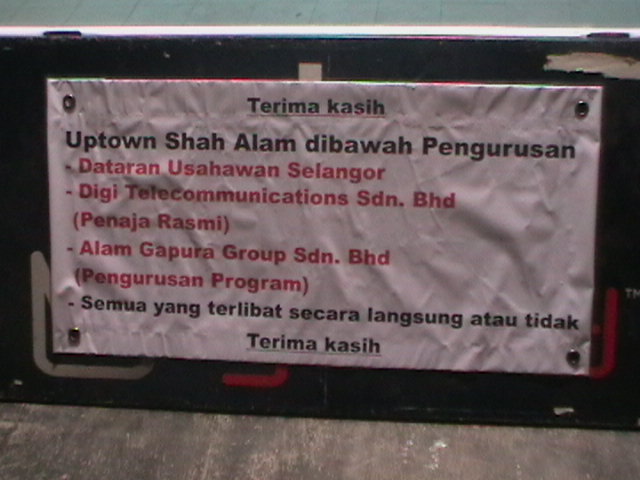 Terima kasih
Uptown Shah Alam dibawah Pengurusan
- Dataran Usahawan Selangor
- Digi Telecommunications Sdn. Bhd
(Penaja Rasmi)
- Alam Gapura Group Sdn. Bhd
(Pengurusan Program)
- Semua yang terlibat secara langsung atau tidak
Terima kasih
TM